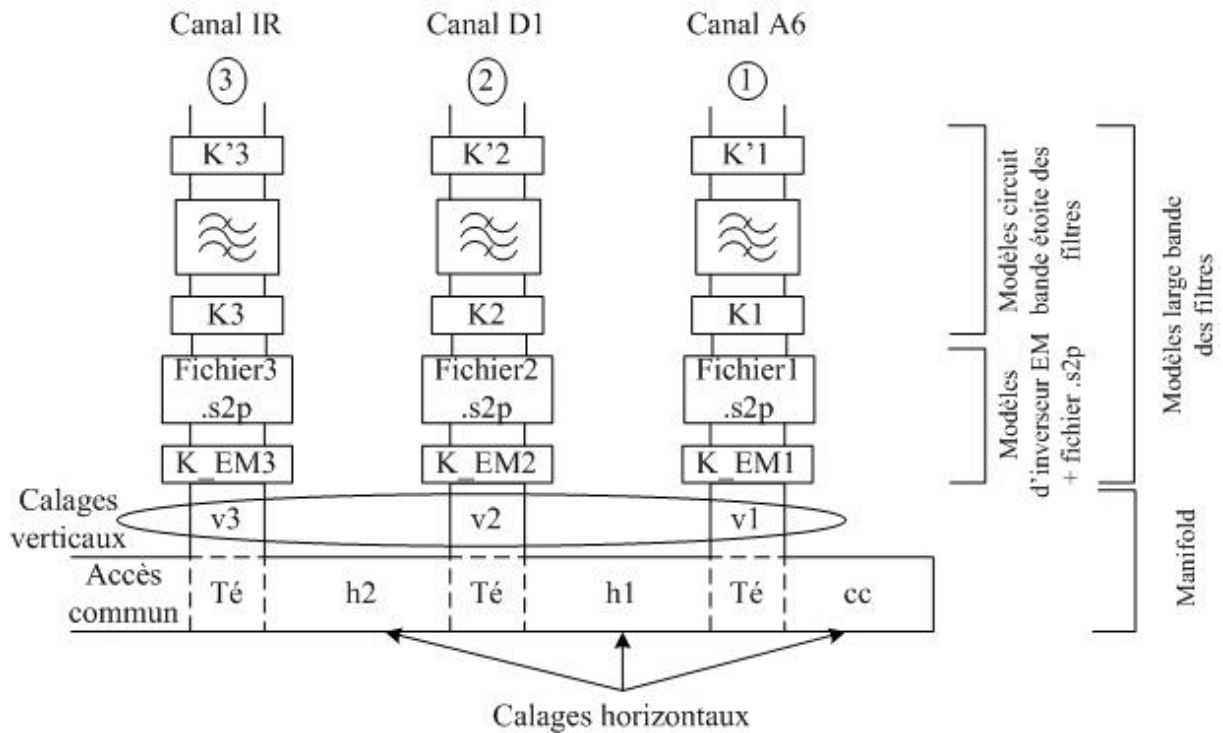 Canal IR
Canal D1
Canal A6
3
2
1
K'3
K'2
K'1
K3
K2
K1
Fichier3
.s2p
Fichier2
.s2p
Fichier1
.s2p
K_EM3
K_EM2
K_EM1
Calages
verticaux
v3
v2
v1
Accès
commun
Té
h2
Té
h1
Té
cc
Calages horizontaux
Modèles circuit
bande étoite des
filtres
Modèles
d'inverseur EM
+ fichier .s2p
Modèles large bande
des filtres
Manifold